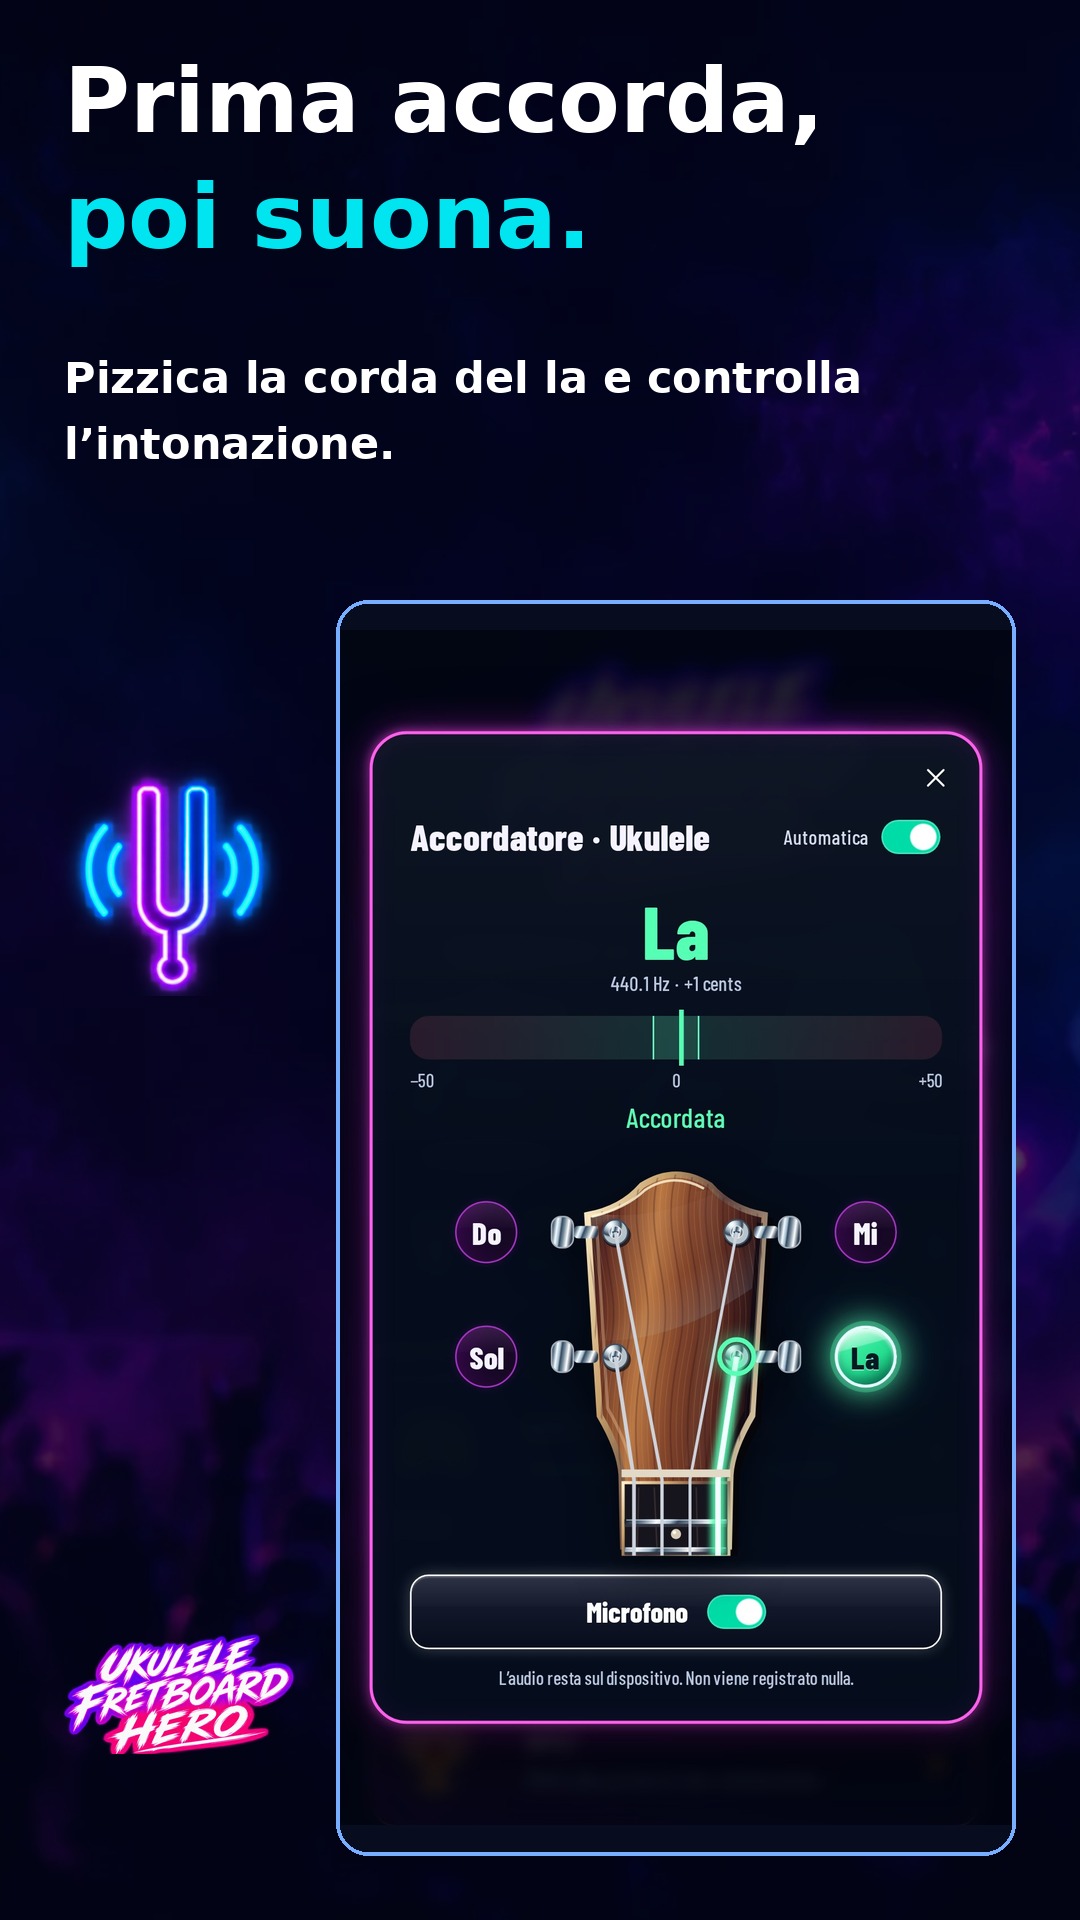 Prima accorda,
poi suona.
Pizzica la corda del la e controlla
l’intonazione.
Accordatore · Ukulele
Automatica
La
440.1 Hz · +1 cents
–50
0
+50
Accordata
Do
Mi
Sol
La
Microfono
L’audio resta sul dispositivo. Non viene registrato nulla.
UKULELE
FRETBOARD
HERO